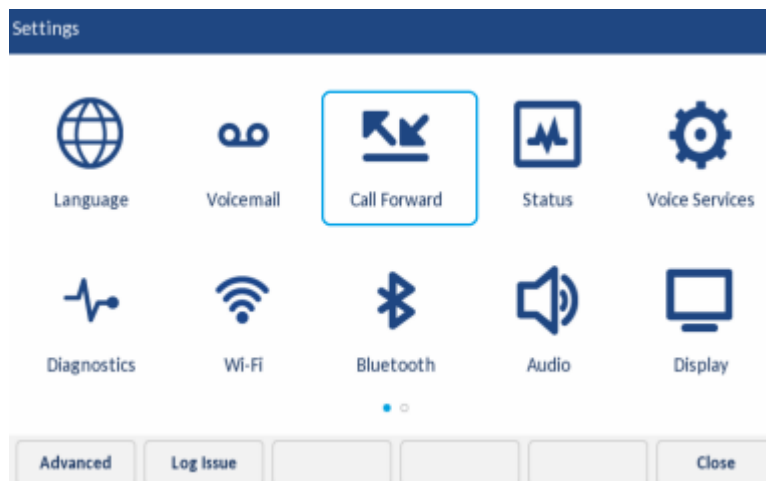 Settings
Language Voicemail Call Forward Status Voice Services
Diagnostics Wi-Fi Bluetooth Audio Display
Advanced Log Issue Close